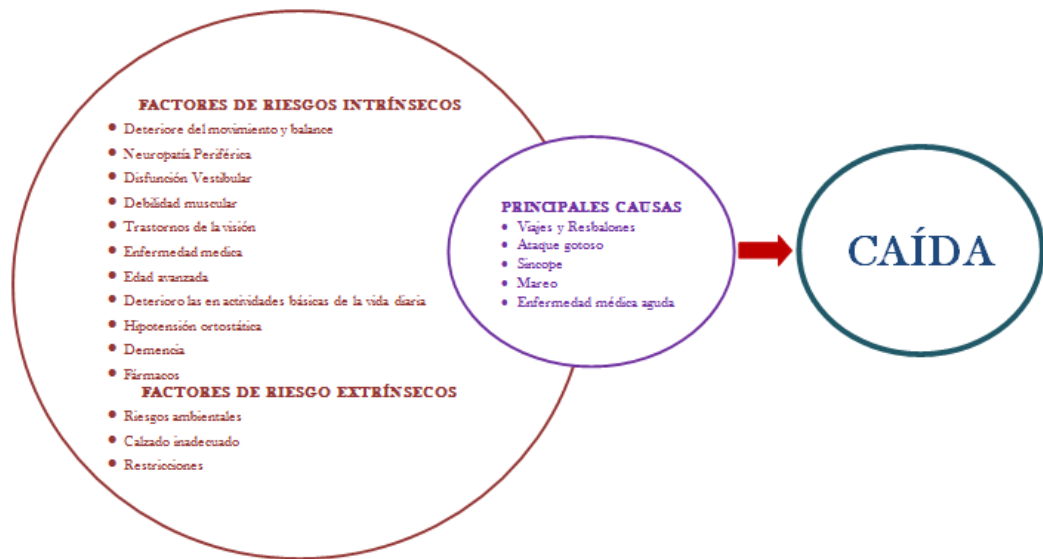 FACTORES DE RIESGOS INTRÍNSECOS
• Deteriore del movimiento y balance
• Neuropatía Periférica
• Disfunción Vestibular
• Debilidad muscular
• Trastornos de la visión
• Enfermedad medica
• Edad avanzada
• Deterioro las en actividades básicas de la vida diaria
• Hipotensión ortostática
• Demencia
• Fármacos
FACTORES DE RIESGO EXTRÍNSECOS
• Riesgos ambientales
• Calzado inadecuado
• Restricciones
PRINCIPALES CAUSAS
• Viajes y Resbalones
• Ataque gotoso
• Sincope
• Mareo
• Enfermedad médica aguda
CAÍDA